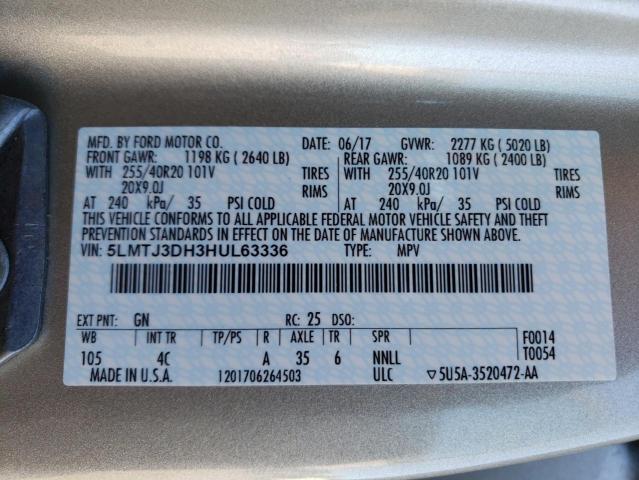 MFD. BY FORD MOTOR CO. DATE: 06/17 GVWR: 2277 KG ( 5020 LB)
FRONT GAWR: 1198 KG ( 2640 LB) REAR GAWR: 1089 KG ( 2400 LB)
WITH 255/40R20 101V TIRES WITH 255/40R20 101V TIRES
20X9.0J RIMS 20X9.0J RIMS
AT 240 kPa/ 35 PSI COLD AT 240 kPa/ 35 PSI COLD
THIS VEHICLE CONFORMS TO ALL APPLICABLE FEDERAL MOTOR VEHICLE SAFETY AND THEFT
PREVENTION STANDARDS IN EFFECT ON THE DATE OF MANUFACTURE SHOWN ABOVE.
VIN: 5LMTJ3DH3HUL63336 TYPE: MPV
EXT PNT: GN RC: 25 DSO:
WB INT TR TP/PS R AXLE TR SPR F0014
105 4C A 35 6 NNLL T0054
MADE IN U.S.A. 1201706264503 ULC ▽5U5A-3520472-AA